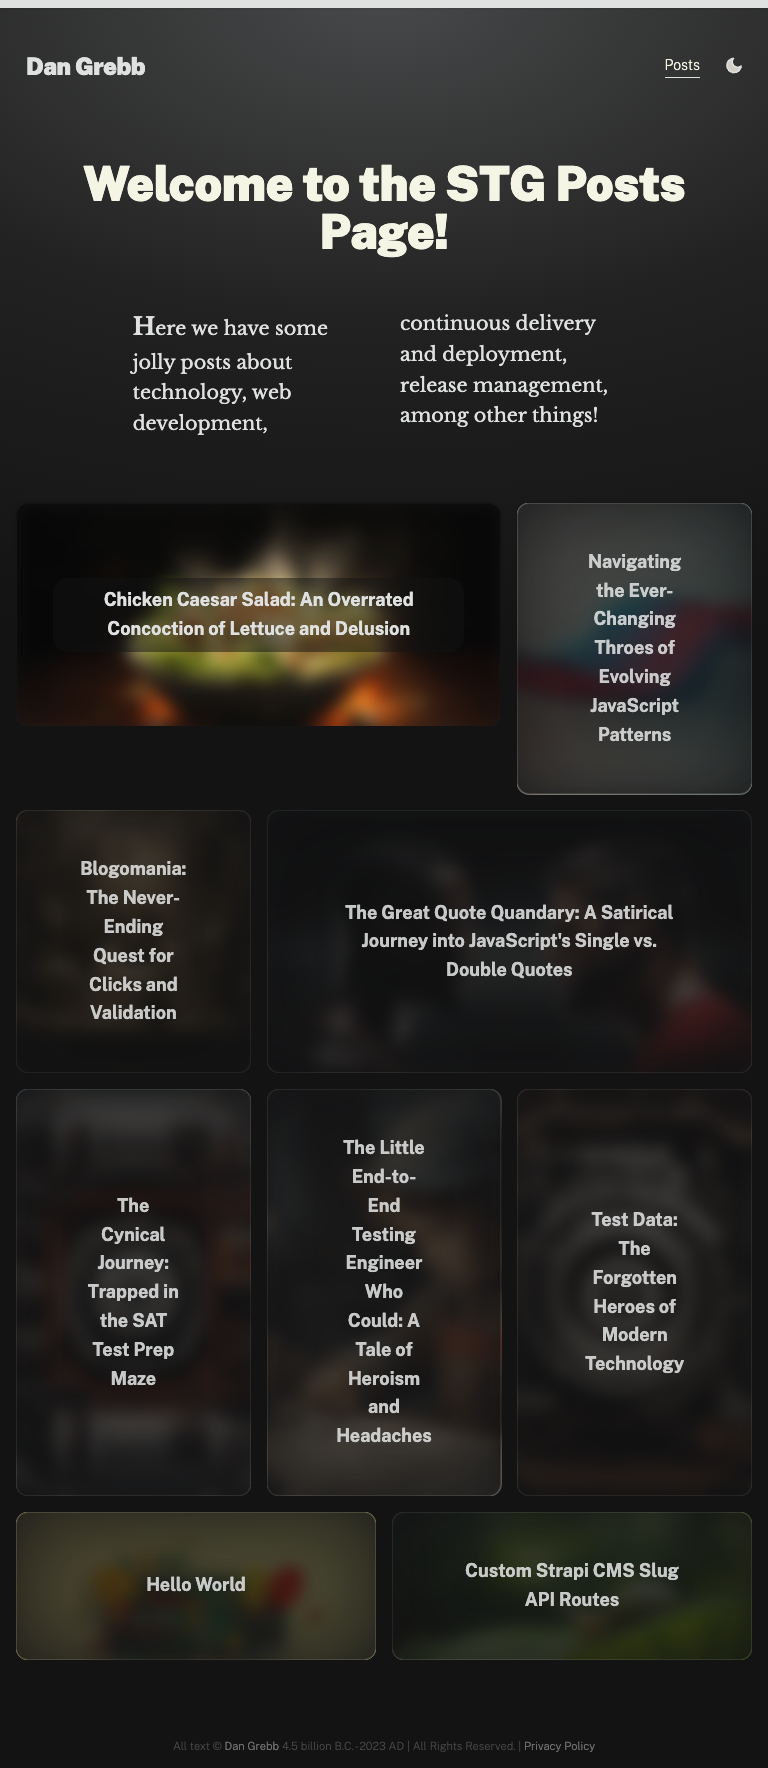 Dan Grebb
Posts
Welcome to the STG Posts
Page!
Here we have some
jolly posts about
technology, web
development,
continuous delivery
and deployment,
release management,
among other things!
Chicken Caesar Salad: An Overrated
Concoction of Lettuce and Delusion
Navigating
the Ever-
Changing
Throes of
Evolving
JavaScript
Patterns
Blogomania:
The Never-
Ending
Quest for
Clicks and
Validation
The Great Quote Quandary: A Satirical
Journey into JavaScript's Single vs.
Double Quotes
The
Cynical
Journey:
Trapped in
the SAT
Test Prep
Maze
The Little
End-to-
End
Testing
Engineer
Who
Could: A
Tale of
Heroism
and
Headaches
Test Data:
The
Forgotten
Heroes of
Modern
Technology
Hello World
Custom Strapi CMS Slug
API Routes
All text © Dan Grebb 4.5 billion B.C.-2023 AD | All Rights Reserved. | Privacy Policy